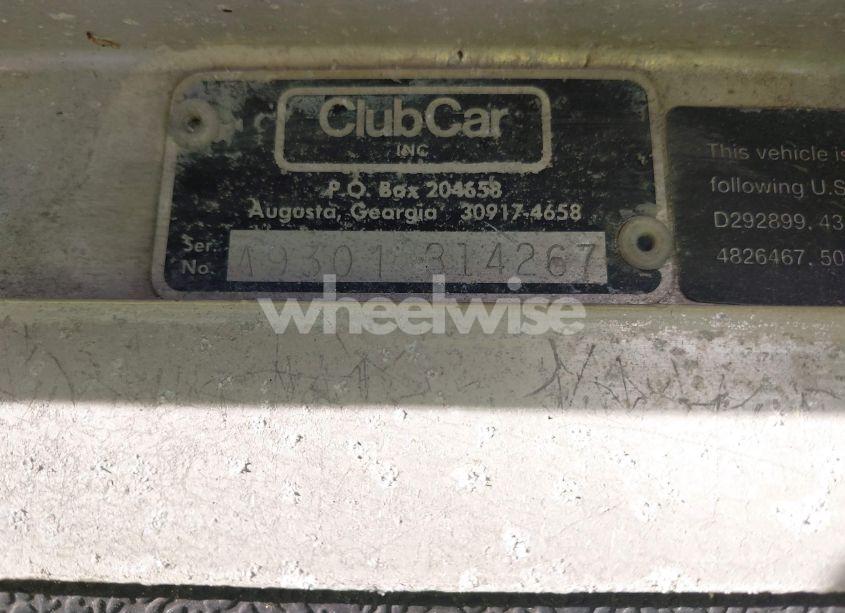 ClubCar
INC
P.O. Box 204658
Augusta, Georgia 30917-4658
Ser. No. A9301 314267
This vehicle is
following U.S
D292899, 43
4826467, 50
wheelwise